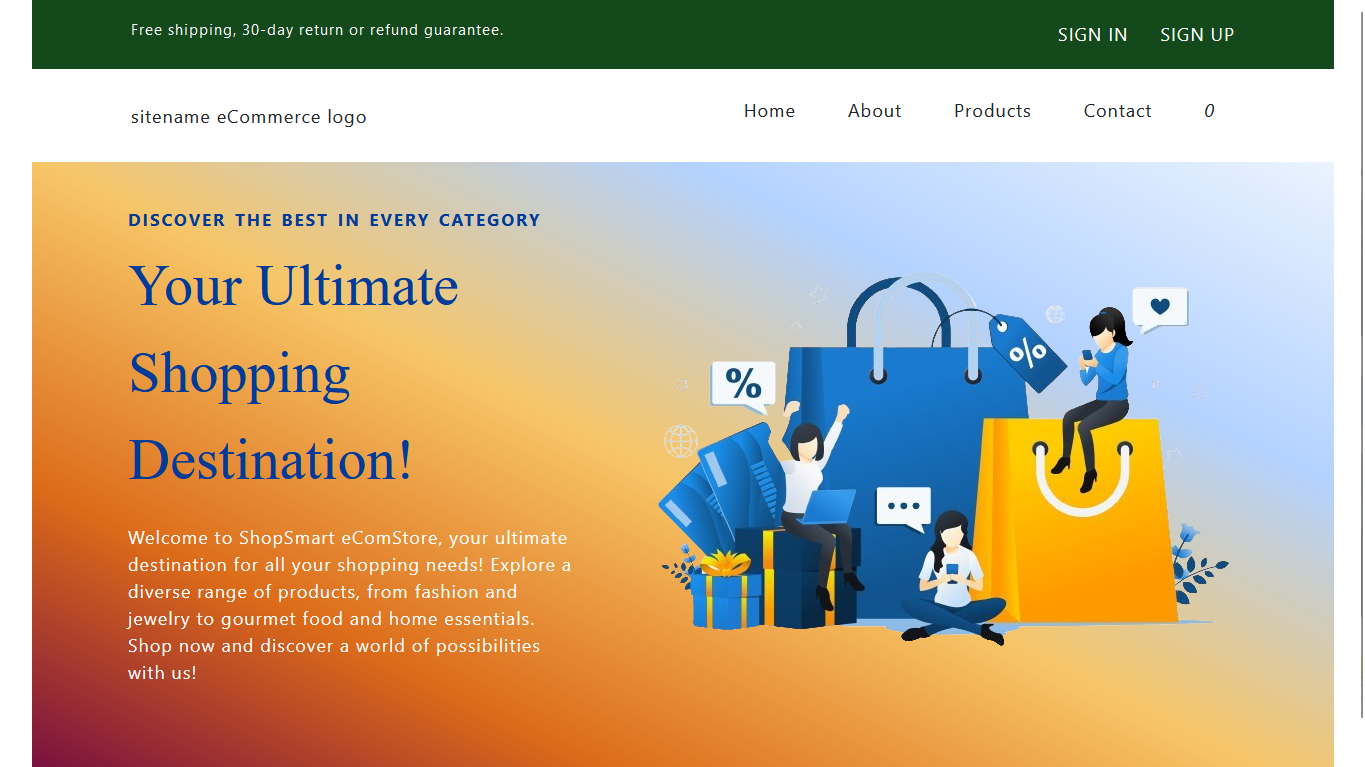 Free shipping, 30-day return or refund guarantee.
SIGN IN SIGN UP
sitename eCommerce logo
Home About Products Contact 0
DISCOVER THE BEST IN EVERY CATEGORY
Your Ultimate
Shopping
Destination!
Welcome to ShopSmart eComStore, your ultimate
destination for all your shopping needs! Explore a
diverse range of products, from fashion and
jewelry to gourmet food and home essentials.
Shop now and discover a world of possibilities
with us!
%
%